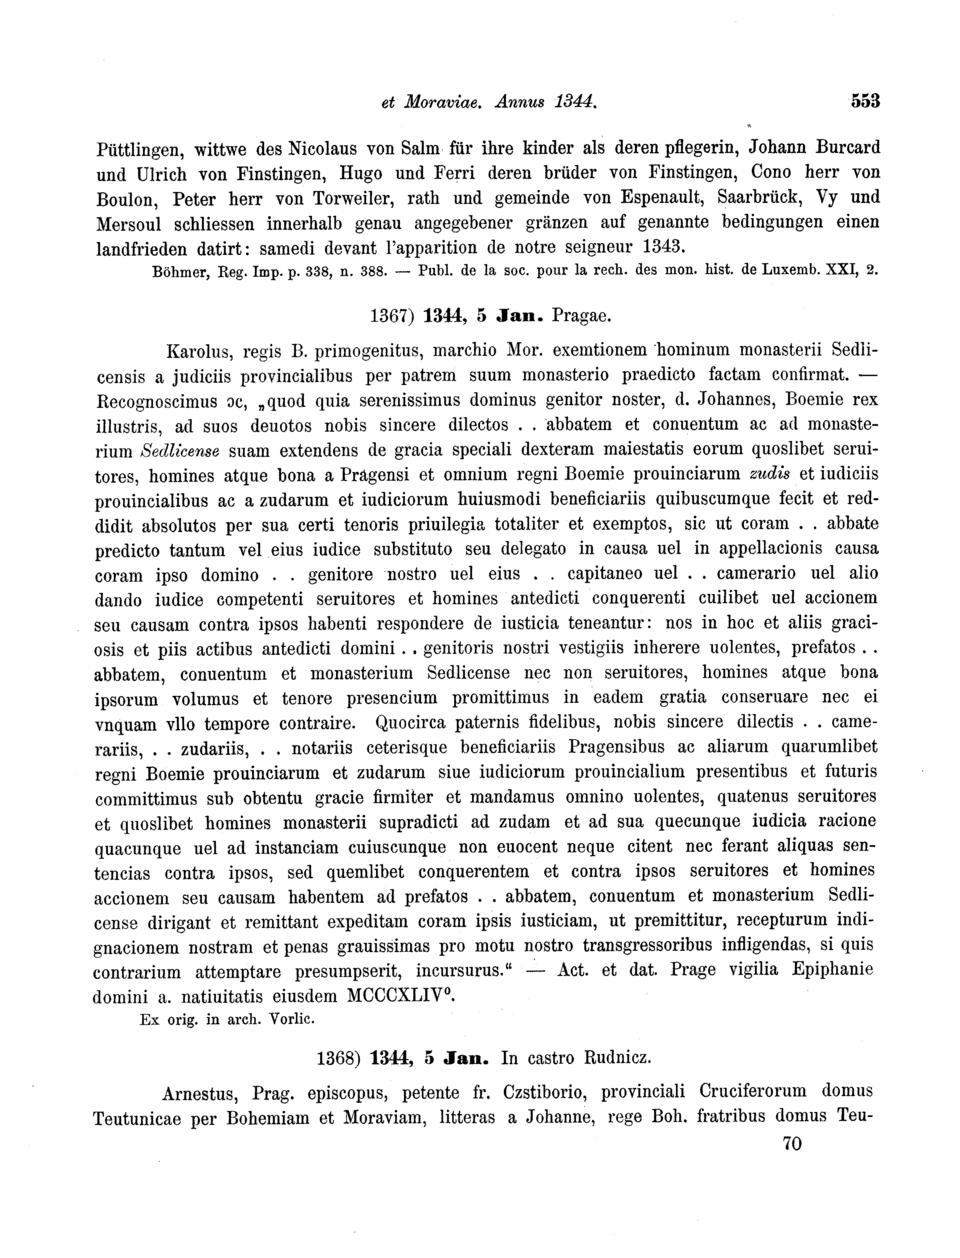 et Moraviae. Annus 1344. 553
Püttlingen, wittwe des Nicolaus von Salm für ihre kinder als deren pflegerin, Johann Burcard
und Ulrich von Finstingen, Hugo und Ferri deren brüder von Finstingen, Cono herr von
Boulon, Peter herr von Torweiler, rath und gemeinde von Espenault, Saarbrück, Vy und
Mersoul schliessen innerhalb genau angegebener gränzen auf genannte bedingungen einen
landfrieden datirt: samedi devant l'apparition de notre seigneur 1343.
Böhmer, Reg. Imp. p. 338, n. 388. — Publ. de la soc. pour la rech. des mon. hist. de Luxemb. XXI, 2.
1367) 1344, 5 Jan. Pragae.
Karolus, regis B. primogenitus, marchio Mor. exemtionem hominum monasterii Sedli-
censis a judiciis provincialibus per patrem suum monasterio praedicto factam confirmat. —
Recognoscimus ɔc, „quod quia serenissimus dominus genitor noster, d. Johannes, Boemie rex
illustris, ad suos deuotos nobis sincere dilectos . . abbatem et conuentum ac ad monaste-
rium Sedlicense suam extendens de gracia speciali dexteram maiestatis eorum quoslibet serui-
tores, homines atque bona a Pragensi et omnium regni Boemie prouinciarum zudis et iudiciis
prouincialibus ac a zudarum et iudiciorum huiusmodi beneficiariis quibuscumque fecit et red-
didit absolutos per sua certi tenoris priuilegia totaliter et exemptos, sic ut coram . . abbate
predicto tantum vel eius iudice substituto seu delegato in causa uel in appellacionis causa
coram ipso domino . . genitore nostro uel eius . . capitaneo uel . . camerario uel alio
dando iudice competenti seruitores et homines antedicti conquerenti cuilibet uel accionem
seu causam contra ipsos habenti respondere de iusticia teneantur: nos in hoc et aliis graci-
osis et piis actibus antedicti domini . . genitoris nostri vestigiis inherere uolentes, prefatos . .
abbatem, conuentum et monasterium Sedlicense nec non seruitores, homines atque bona
ipsorum volumus et tenore presencium promittimus in eadem gratia conseruare nec ei
vnquam vllo tempore contraire. Quocirca paternis fidelibus, nobis sincere dilectis . . came-
rariis, . . zudariis, . . notariis ceterisque beneficiariis Pragensibus ac aliarum quarumlibet
regni Boemie prouinciarum et zudarum siue iudiciorum prouincialium presentibus et futuris
committimus sub obtentu gracie firmiter et mandamus omnino uolentes, quatenus seruitores
et quoslibet homines monasterii supradicti ad zudam et ad sua quecunque iudicia racione
quacunque uel ad instanciam cuiuscunque non euocent neque citent nec ferant aliquas sen-
tencias contra ipsos, sed quemlibet conquerentem et contra ipsos seruitores et homines
accionem seu causam habentem ad prefatos . . abbatem, conuentum et monasterium Sedli-
cense dirigant et remittant expeditam coram ipsis iusticiam, ut premittitur, recepturum indi-
gnacionem nostram et penas grauissimas pro motu nostro transgressoribus infligendas, si quis
contrarium attemptare presumpserit, incursurus.“ — Act. et dat. Prage vigilia Epiphanie
domini a. natiuitatis eiusdem MCCCXLIV⁰.
Ex orig. in arch. Vorlic.
1368) 1344, 5 Jan. In castro Rudnicz.
Arnestus, Prag. episcopus, petente fr. Czstiborio, provinciali Cruciferorum domus
Teutunicae per Bohemiam et Moraviam, litteras a Johanne, rege Boh. fratribus domus Teu-
70